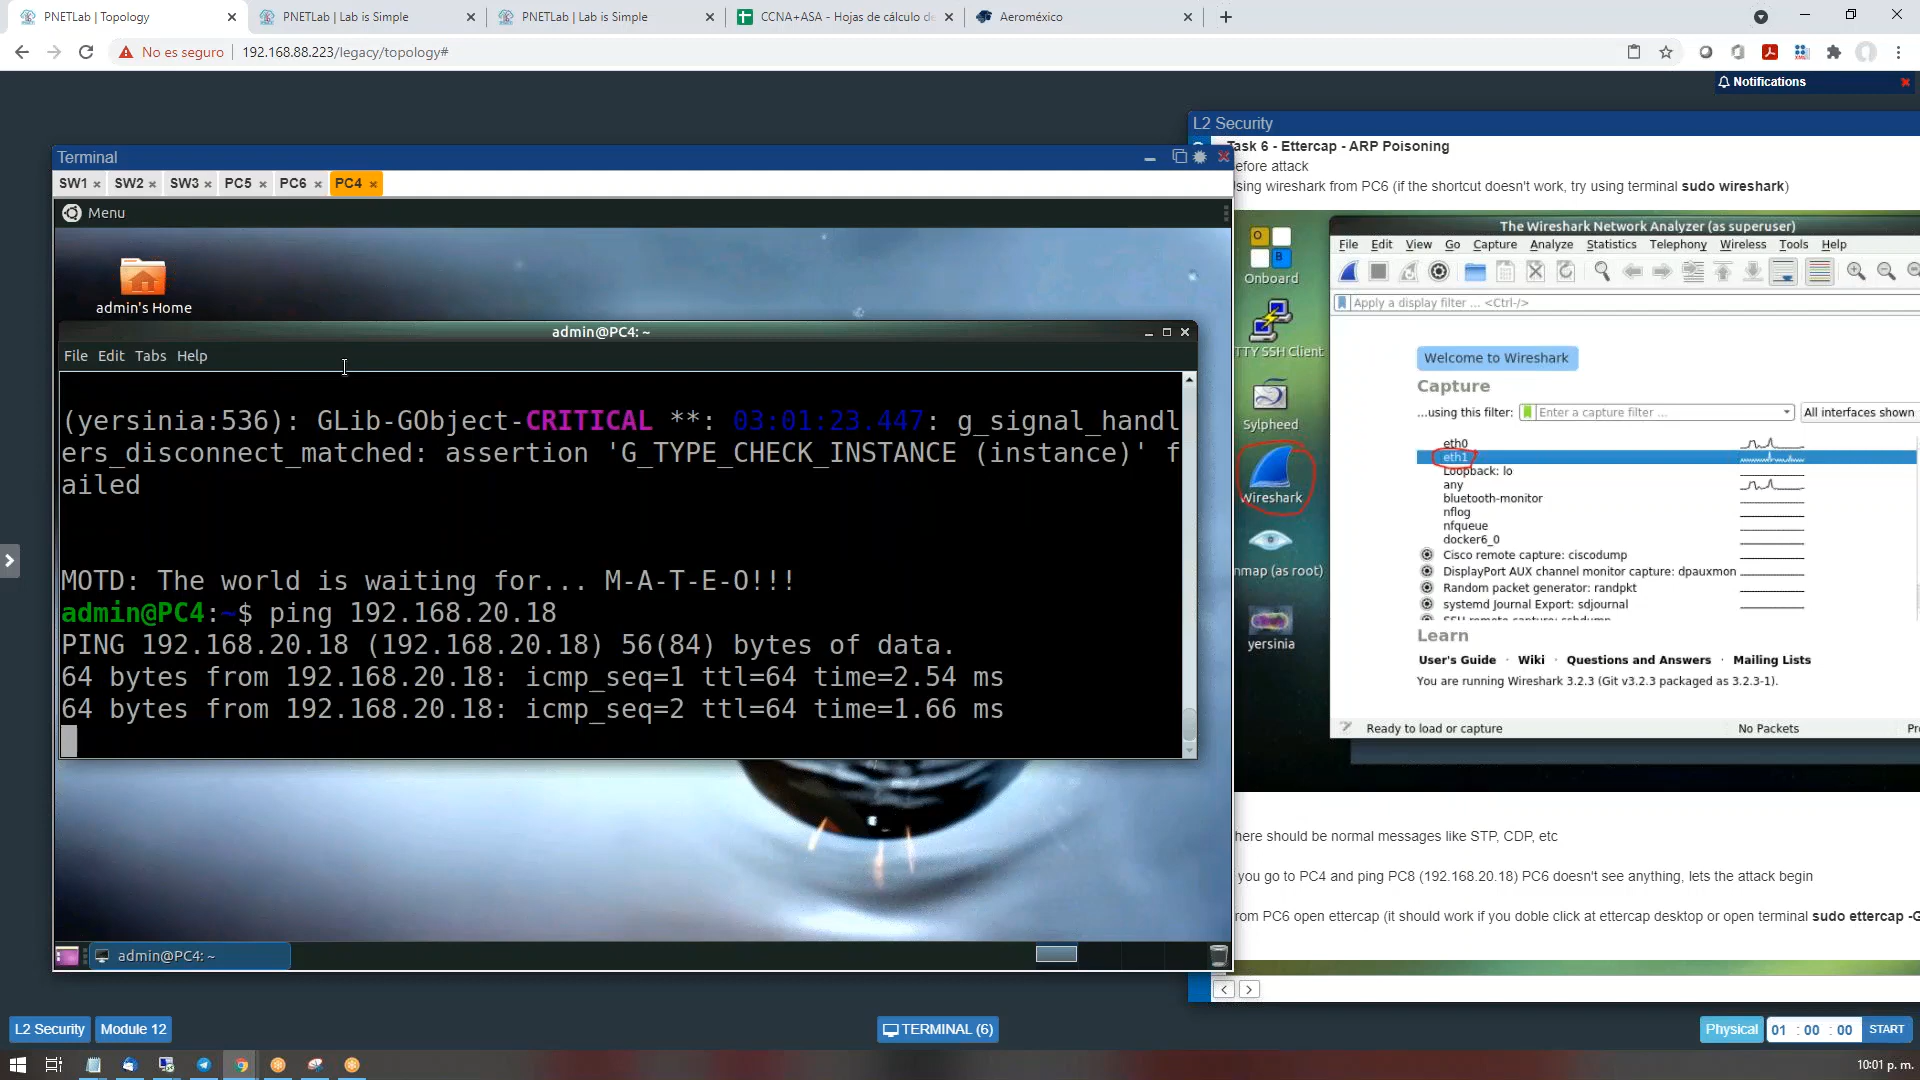 PNETLab | Topology
PNETLab | Lab is Simple
PNETLab | Lab is Simple
CCNA+ASA - Hojas de cálculo de
Aeroméxico
No es seguro
192.168.88.223/legacy/topology#
Notifications
L2 Security
Task 6 - Ettercap - ARP Poisoning
efore attack
sing wireshark from PC6 (if the shortcut doesn't work, try using terminal sudo wireshark)
Terminal
SW1
SW2
SW3
PC5
PC6
PC4
Menu
admin's Home
admin@PC4: ~
File Edit Tabs Help
(yersinia:536): GLib-GObject-CRITICAL **: 03:01:23.447: g_signal_handl
ers_disconnect_matched: assertion 'G_TYPE_CHECK_INSTANCE (instance)' f
ailed
MOTD: The world is waiting for... M-A-T-E-O!!!
admin@PC4:~$ ping 192.168.20.18
PING 192.168.20.18 (192.168.20.18) 56(84) bytes of data.
64 bytes from 192.168.20.18: icmp_seq=1 ttl=64 time=2.54 ms
64 bytes from 192.168.20.18: icmp_seq=2 ttl=64 time=1.66 ms
admin@PC4: ~
Onboard
TTY SSH Client
Sylpheed
Wireshark
nmap (as root)
yersinia
The Wireshark Network Analyzer (as superuser)
File Edit View Go Capture Analyze Statistics Telephony Wireless Tools Help
Apply a display filter ... <Ctrl-/>
Welcome to Wireshark
Capture
...using this filter:
Enter a capture filter ...
All interfaces shown
eth0
eth1
Loopback: lo
any
bluetooth-monitor
nflog
nfqueue
docker6_0
Cisco remote capture: ciscodump
DisplayPort AUX channel monitor capture: dpauxmon
Random packet generator: randpkt
systemd Journal Export: sdjournal
Learn
User's Guide · Wiki · Questions and Answers · Mailing Lists
You are running Wireshark 3.2.3 (Git v3.2.3 packaged as 3.2.3-1).
Ready to load or capture
No Packets
here should be normal messages like STP, CDP, etc
you go to PC4 and ping PC8 (192.168.20.18) PC6 doesn't see anything, lets the attack begin
rom PC6 open ettercap (it should work if you doble click at ettercap desktop or open terminal sudo ettercap -G
L2 Security
Module 12
TERMINAL (6)
Physical
01 : 00 : 00
START
10:01 p. m.